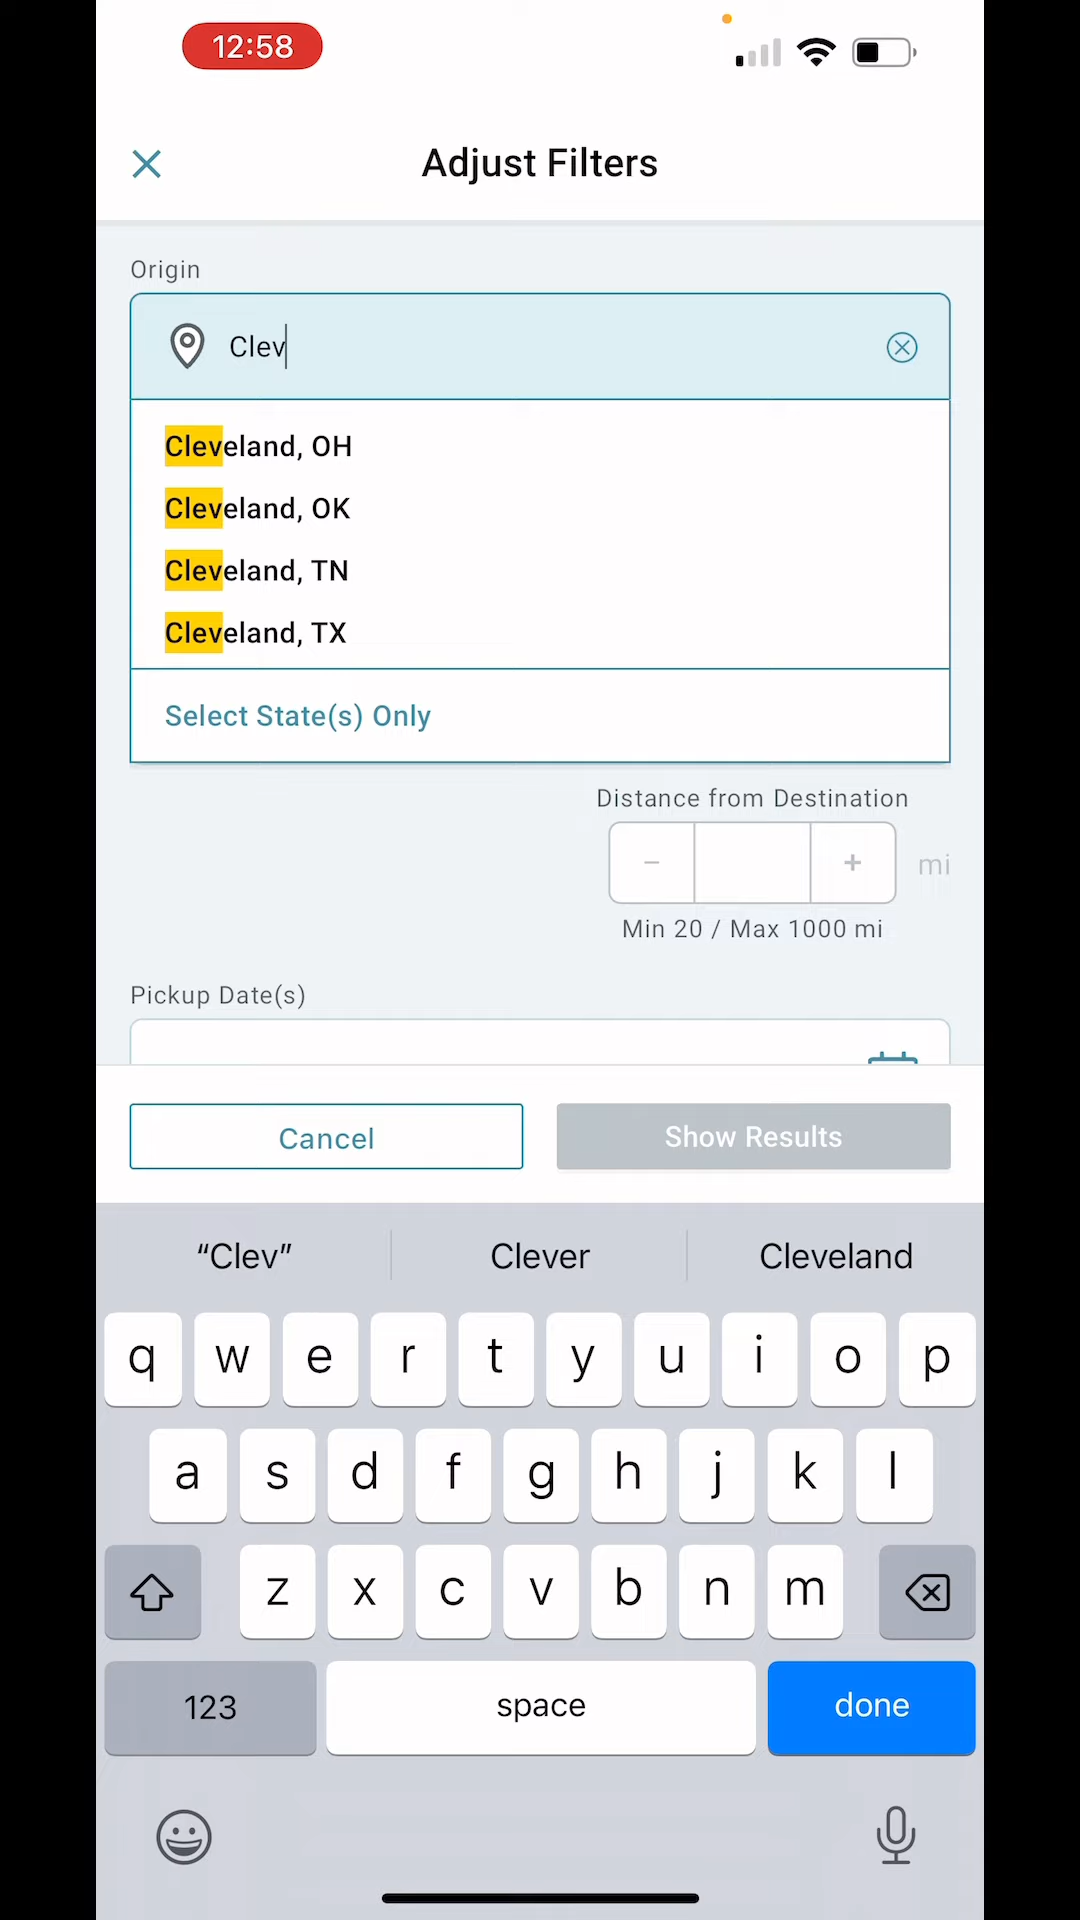 12:58
Adjust Filters
Origin
Clev
Cleveland, OH
Cleveland, OK
Cleveland, TN
Cleveland, TX
Select State(s) Only
Distance from Destination
− + mi
Min 20 / Max 1000 mi
Pickup Date(s)
Cancel Show Results
“Clev” Clever Cleveland
q w e r t y u i o p
a s d f g h j k l
z x c v b n m
123 space done